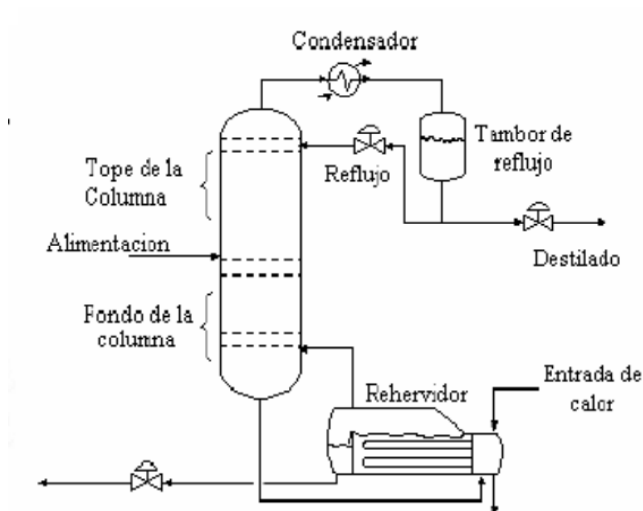 Condensador
Tambor de
reflujo
Tope de la
Columna
Reflujo
Alimentacion
Destilado
Fondo de la
columna
Rehervidor
Entrada de
calor